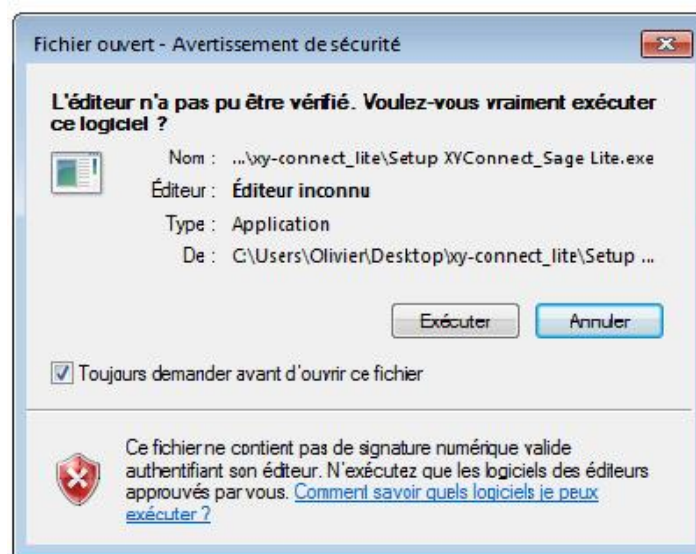 Fichier ouvert - Avertissement de sécurité
L'éditeur n'a pas pu être vérifié. Voulez-vous vraiment exécuter
ce logiciel ?
Nom : ...\xy-connect_lite\Setup XYConnect_Sage Lite.exe
Éditeur : Éditeur inconnu
Type : Application
De : C:\Users\Olivier\Desktop\xy-connect_lite\Setup ...
Exécuter Annuler
Toujours demander avant d'ouvrir ce fichier
Ce fichier ne contient pas de signature numérique valide
authentifiant son éditeur. N'exécutez que les logiciels des éditeurs
approuvés par vous. Comment savoir quels logiciels je peux
exécuter ?